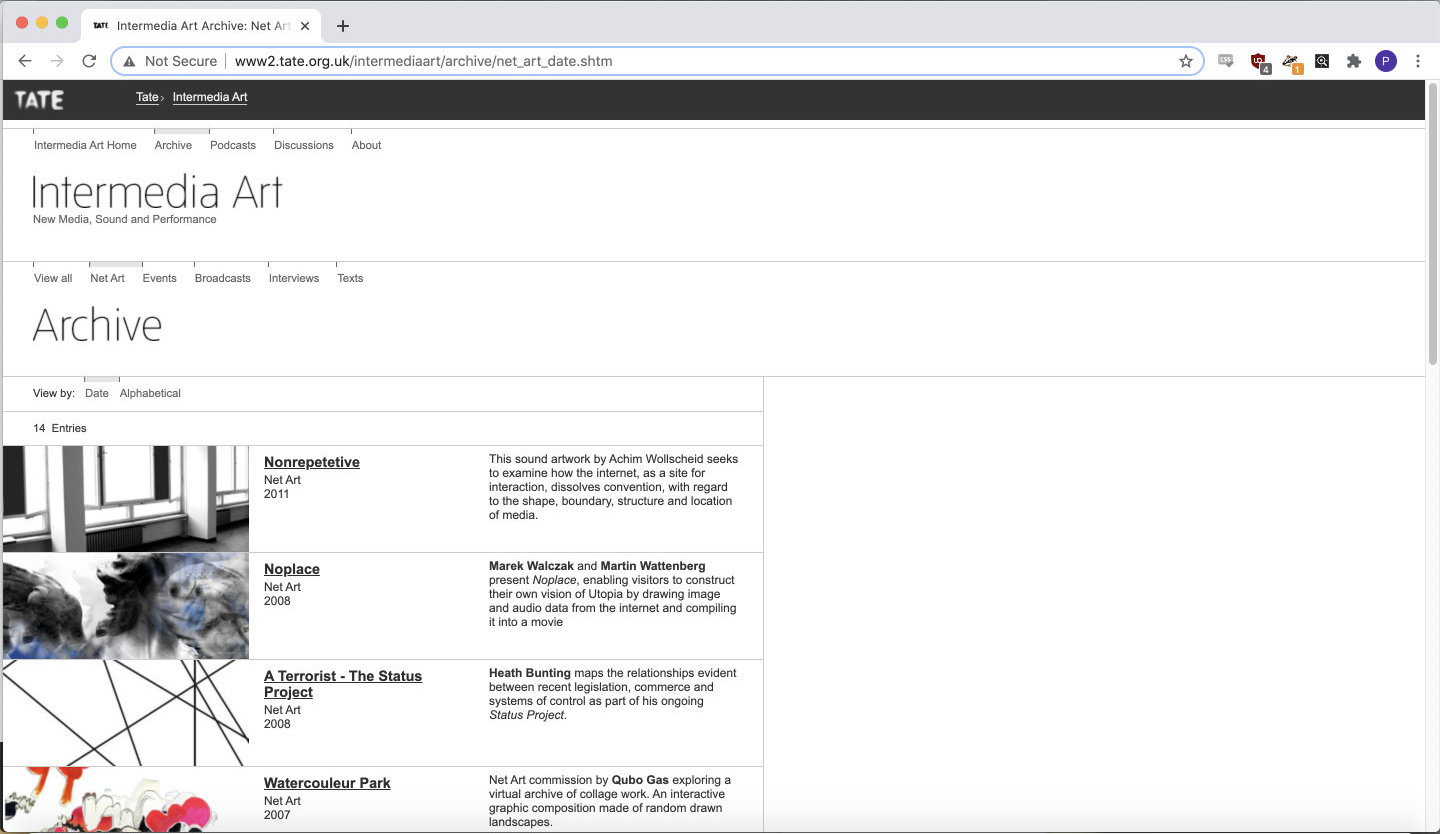 TATE Intermedia Art Archive: Net Art
Not Secure www2.tate.org.uk/intermediaart/archive/net_art_date.shtm
4
1
P
TATE Tate › Intermedia Art
Intermedia Art Home Archive Podcasts Discussions About
Intermedia Art
New Media, Sound and Performance
View all Net Art Events Broadcasts Interviews Texts
Archive
View by: Date Alphabetical
14 Entries
Nonrepetetive
Net Art
2011
This sound artwork by Achim Wollscheid seeks
to examine how the internet, as a site for
interaction, dissolves convention, with regard
to the shape, boundary, structure and location
of media.
Noplace
Net Art
2008
Marek Walczak and Martin Wattenberg
present Noplace, enabling visitors to construct
their own vision of Utopia by drawing image
and audio data from the internet and compiling
it into a movie
A Terrorist - The Status
Project
Net Art
2008
Heath Bunting maps the relationships evident
between recent legislation, commerce and
systems of control as part of his ongoing
Status Project.
Watercouleur Park
Net Art
2007
Net Art commission by Qubo Gas exploring a
virtual archive of collage work. An interactive
graphic composition made of random drawn
landscapes.